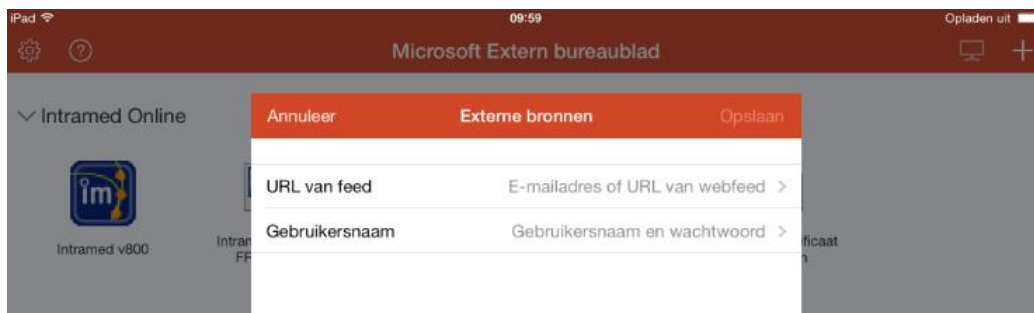 iPad 09:59 Opladen uit
Microsoft Extern bureaublad
Intramed Online
Annuleer Externe bronnen Opslaan
URL van feed E-mailadres of URL van webfeed >
Gebruikersnaam Gebruikersnaam en wachtwoord >
im
Intramed v800